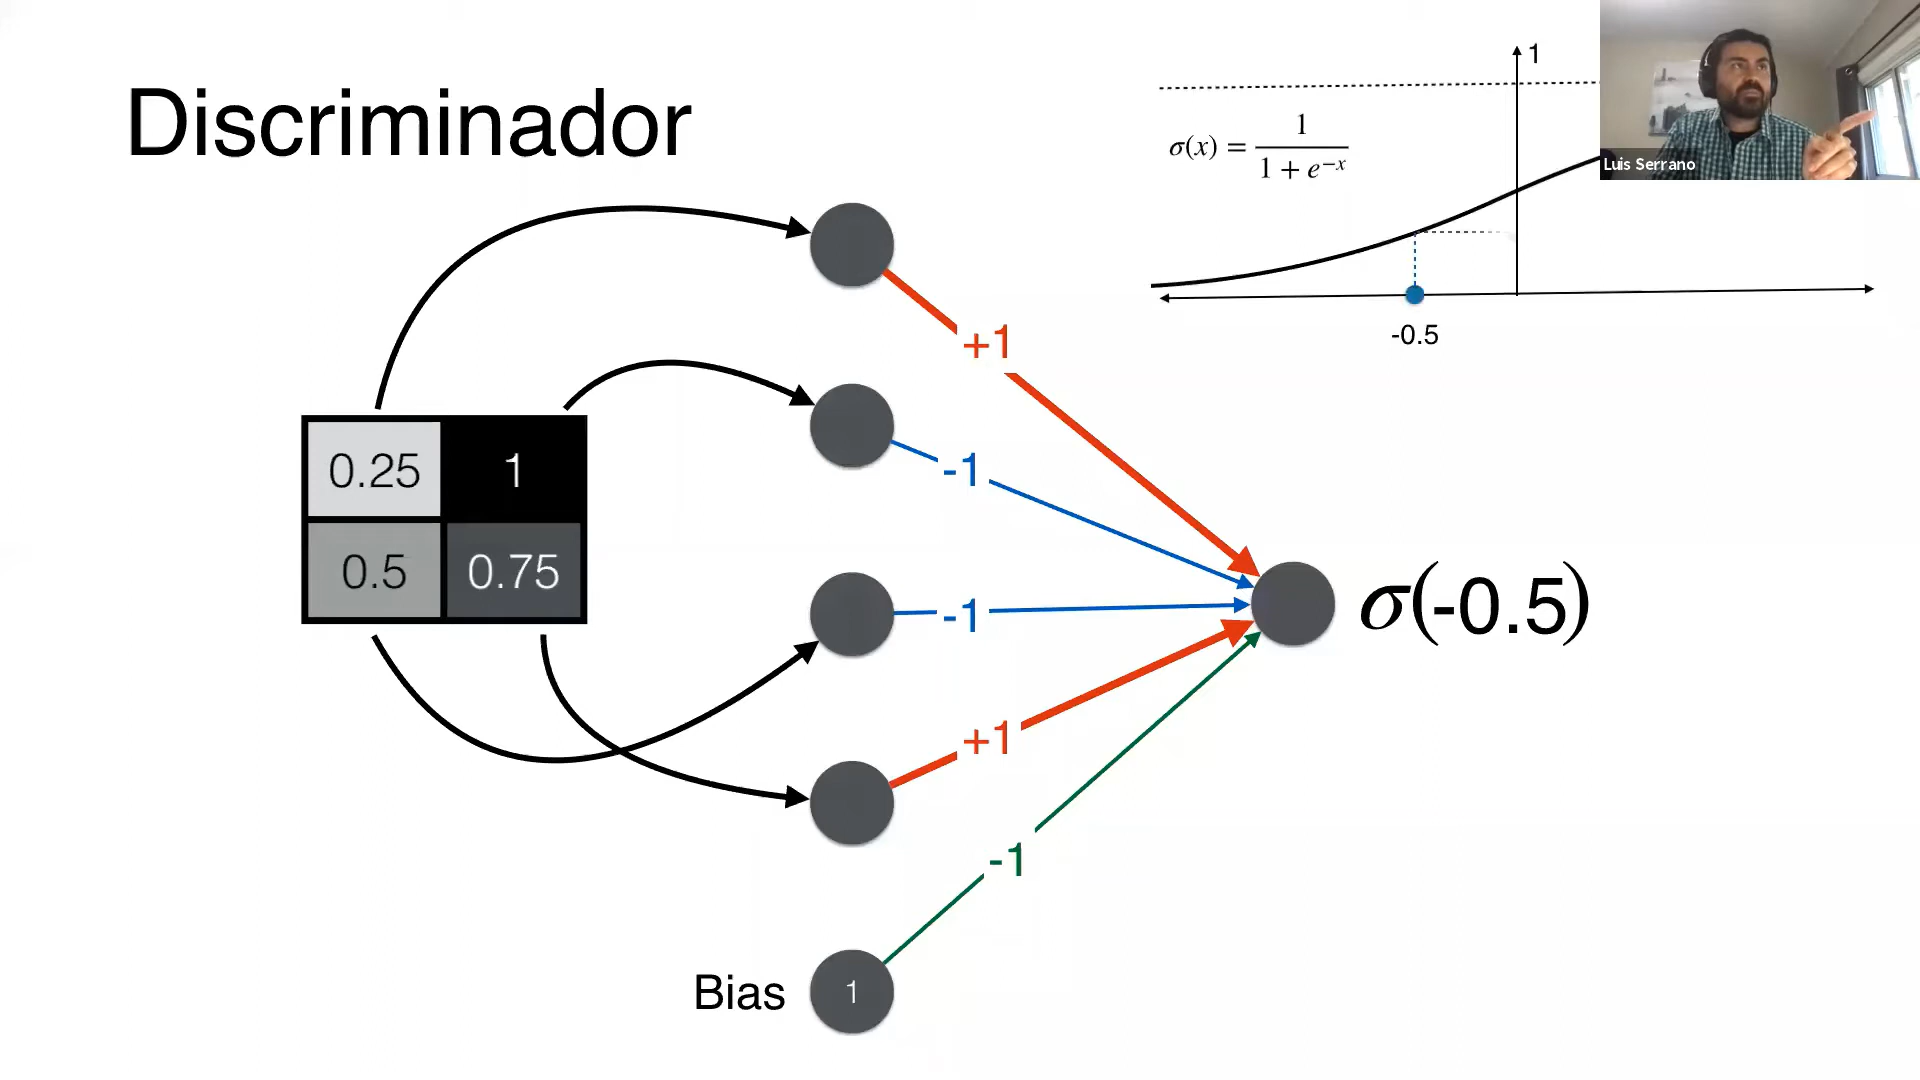 Discriminador
1
σ(x) = 1 / (1 + e^−x)
Luis Serrano
-0.5
+1
0.25 1
-1
0.5 0.75
-1
σ(-0.5)
+1
-1
Bias 1